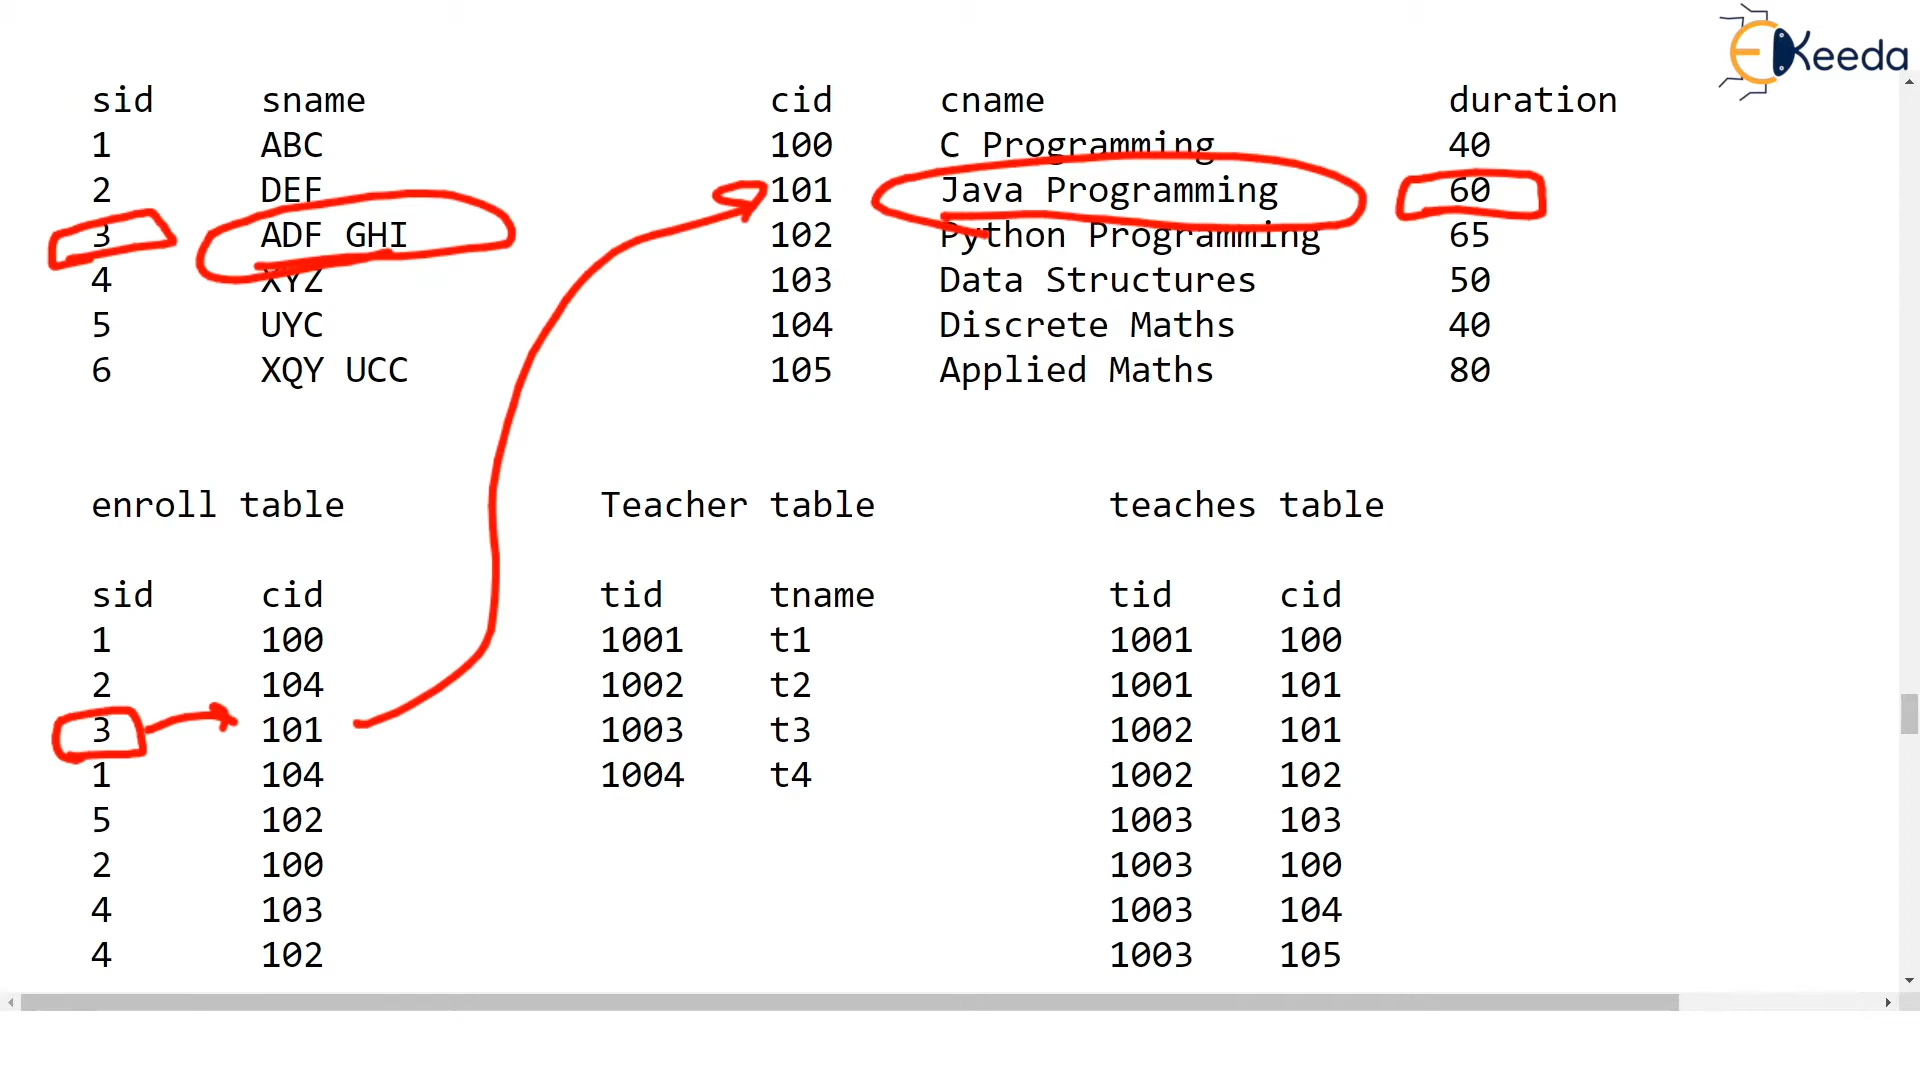 EKeeda
sid sname cid cname duration
1 ABC 100 C Programming 40
2 DEF 101 Java Programming 60
3 ADF GHI 102 Python Programming 65
4 XYZ 103 Data Structures 50
5 UYC 104 Discrete Maths 40
6 XQY UCC 105 Applied Maths 80
enroll table Teacher table teaches table
sid cid tid tname tid cid
1 100 1001 t1 1001 100
2 104 1002 t2 1001 101
3 101 1003 t3 1002 101
1 104 1004 t4 1002 102
5 102 1003 103
2 100 1003 100
4 103 1003 104
4 102 1003 105